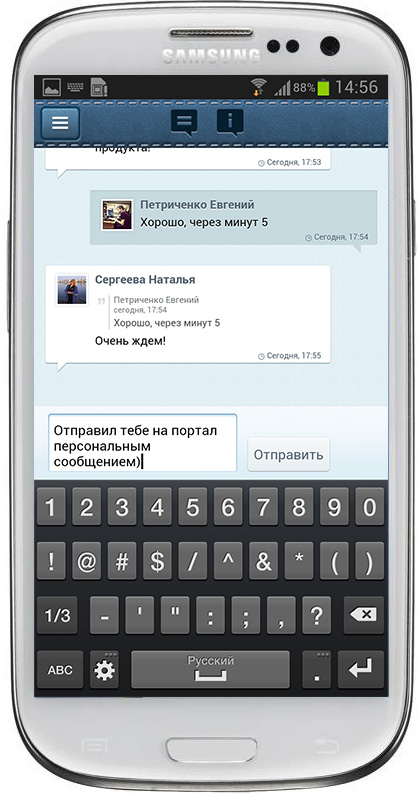 SAMSUNG
88% 14:56
продукта!
Сегодня, 17:53
Петриченко Евгений
Хорошо, через минут 5
Сегодня, 17:54
Сергеева Наталья
Петриченко Евгений
сегодня, 17:54
Хорошо, через минут 5
Очень ждем!
Сегодня, 17:55
Отправил тебе на портал
персональным
сообщением)
Отправить
1 2 3 4 5 6 7 8 9 0
! @ # $ / ^ & * ( )
1/3 - ' " : ; , ?
ABC Русский .